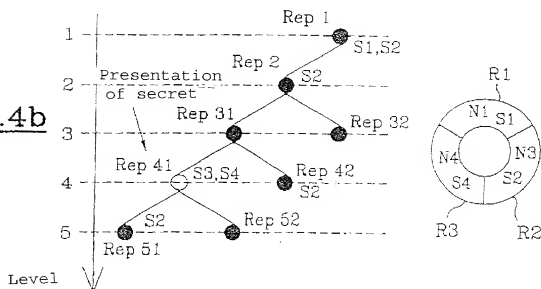 Rep 1
1
S1,S2
Rep 2
S2
2
Presentation
of secret
R1
.4b
Rep 31
Rep 32
3
N1
S1
N3
N4
S4
S2
Rep 41
S3,S4
Rep 42
S2
4
R3
R2
S2
Rep 52
5
Rep 51
Level